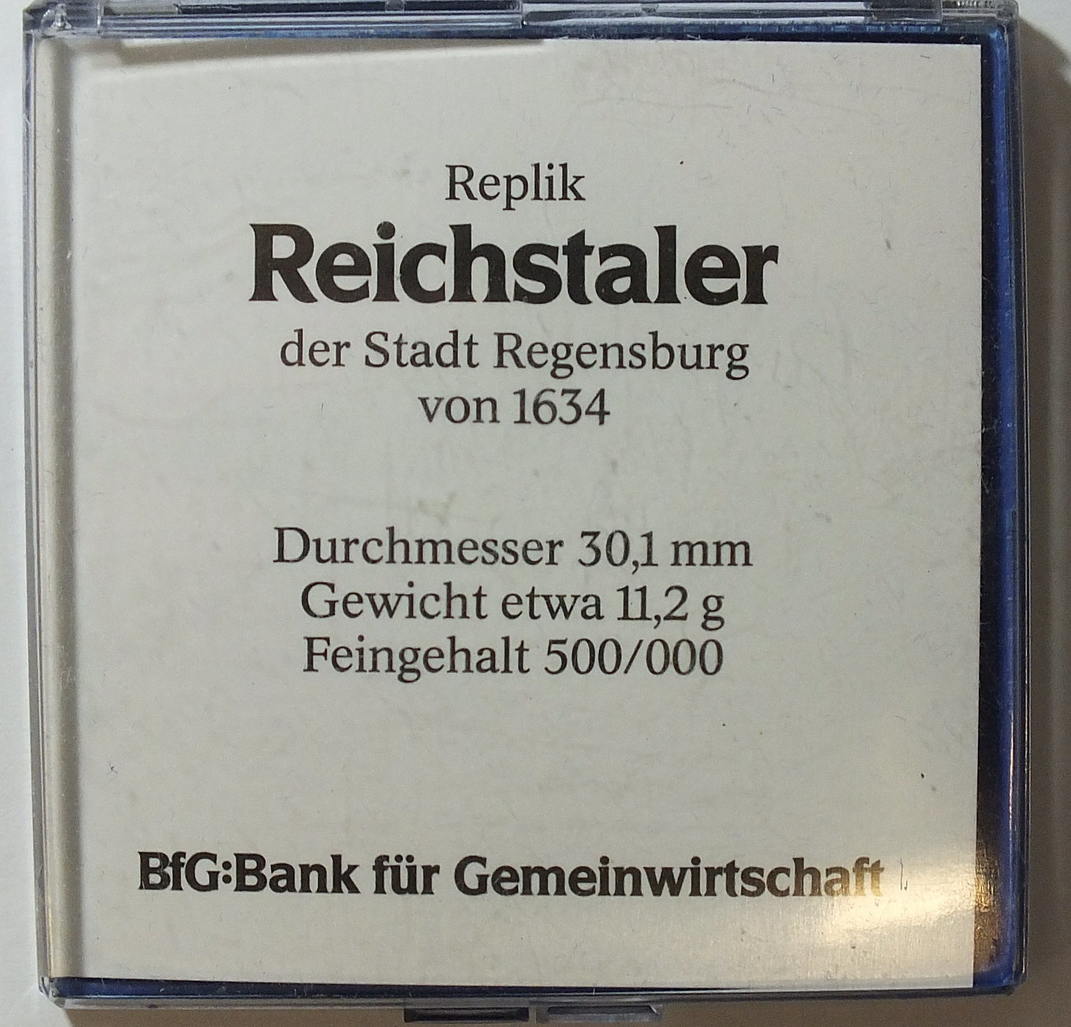 Replik
Reichstaler
der Stadt Regensburg
von 1634
Durchmesser 30,1 mm
Gewicht etwa 11,2 g
Feingehalt 500/000
BfG:Bank für Gemeinwirtschaft